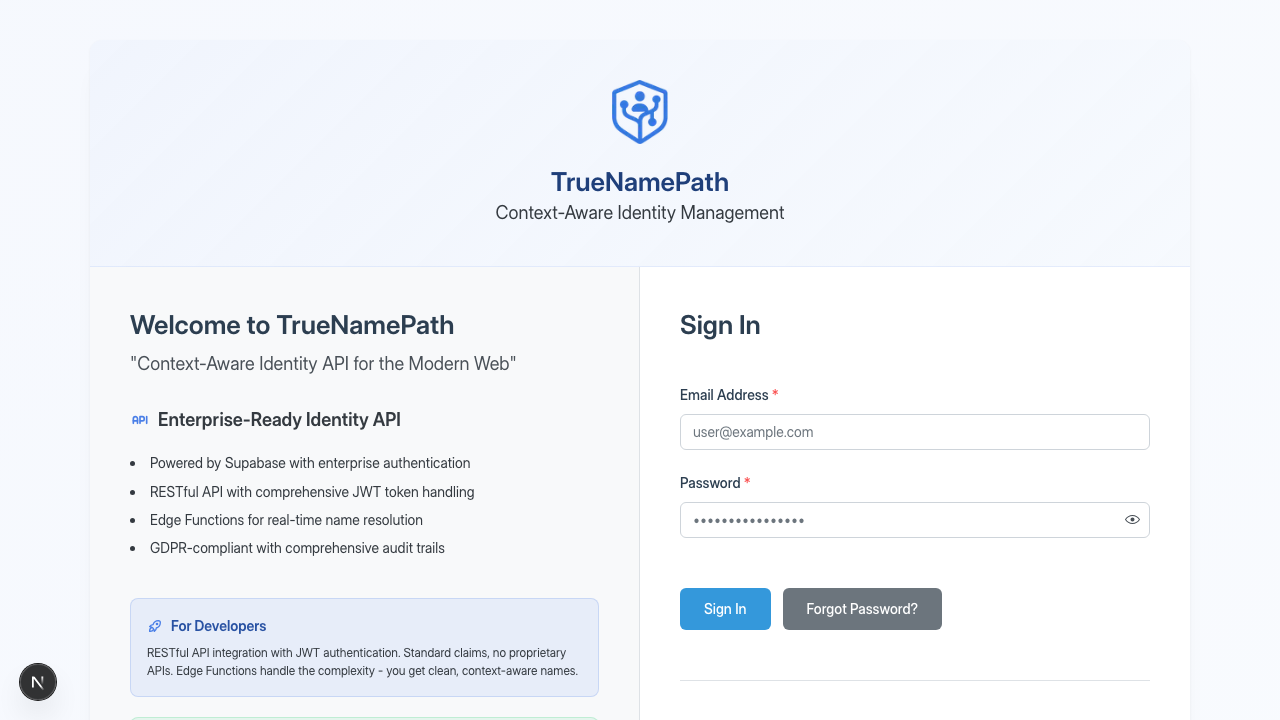 TrueNamePath
Context-Aware Identity Management
Welcome to TrueNamePath
"Context-Aware Identity API for the Modern Web"
API Enterprise-Ready Identity API
Powered by Supabase with enterprise authentication
RESTful API with comprehensive JWT token handling
Edge Functions for real-time name resolution
GDPR-compliant with comprehensive audit trails
For Developers
RESTful API integration with JWT authentication. Standard claims, no proprietary
APIs. Edge Functions handle the complexity - you get clean, context-aware names.
Sign In
Email Address *
user@example.com
Password *
••••••••••••••••
Sign In
Forgot Password?
N